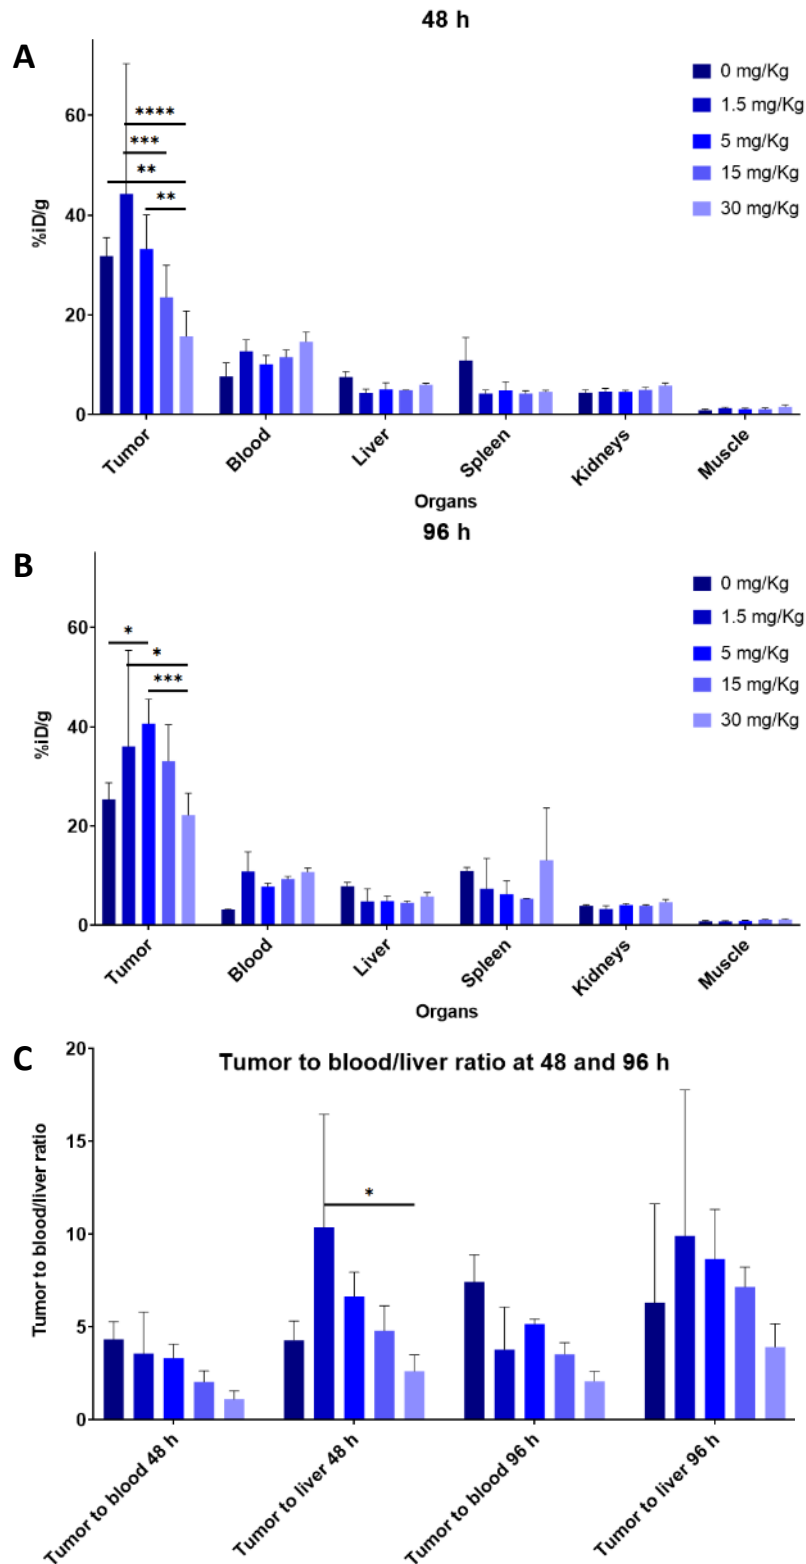 48 h
A
0 mg/Kg
1.5 mg/Kg
5 mg/Kg
15 mg/Kg
30 mg/Kg
%iD/g
60
40
20
0
****
***
**
**
Tumor
Blood
Liver
Spleen
Kidneys
Muscle
Organs
96 h
B
0 mg/Kg
1.5 mg/Kg
5 mg/Kg
15 mg/Kg
30 mg/Kg
%iD/g
60
40
20
0
*
*
***
Tumor
Blood
Liver
Spleen
Kidneys
Muscle
Organs
C
Tumor to blood/liver ratio at 48 and 96 h
Tumor to blood/liver ratio
20
15
10
5
0
*
Tumor to blood 48 h
Tumor to liver 48 h
Tumor to blood 96 h
Tumor to liver 96 h